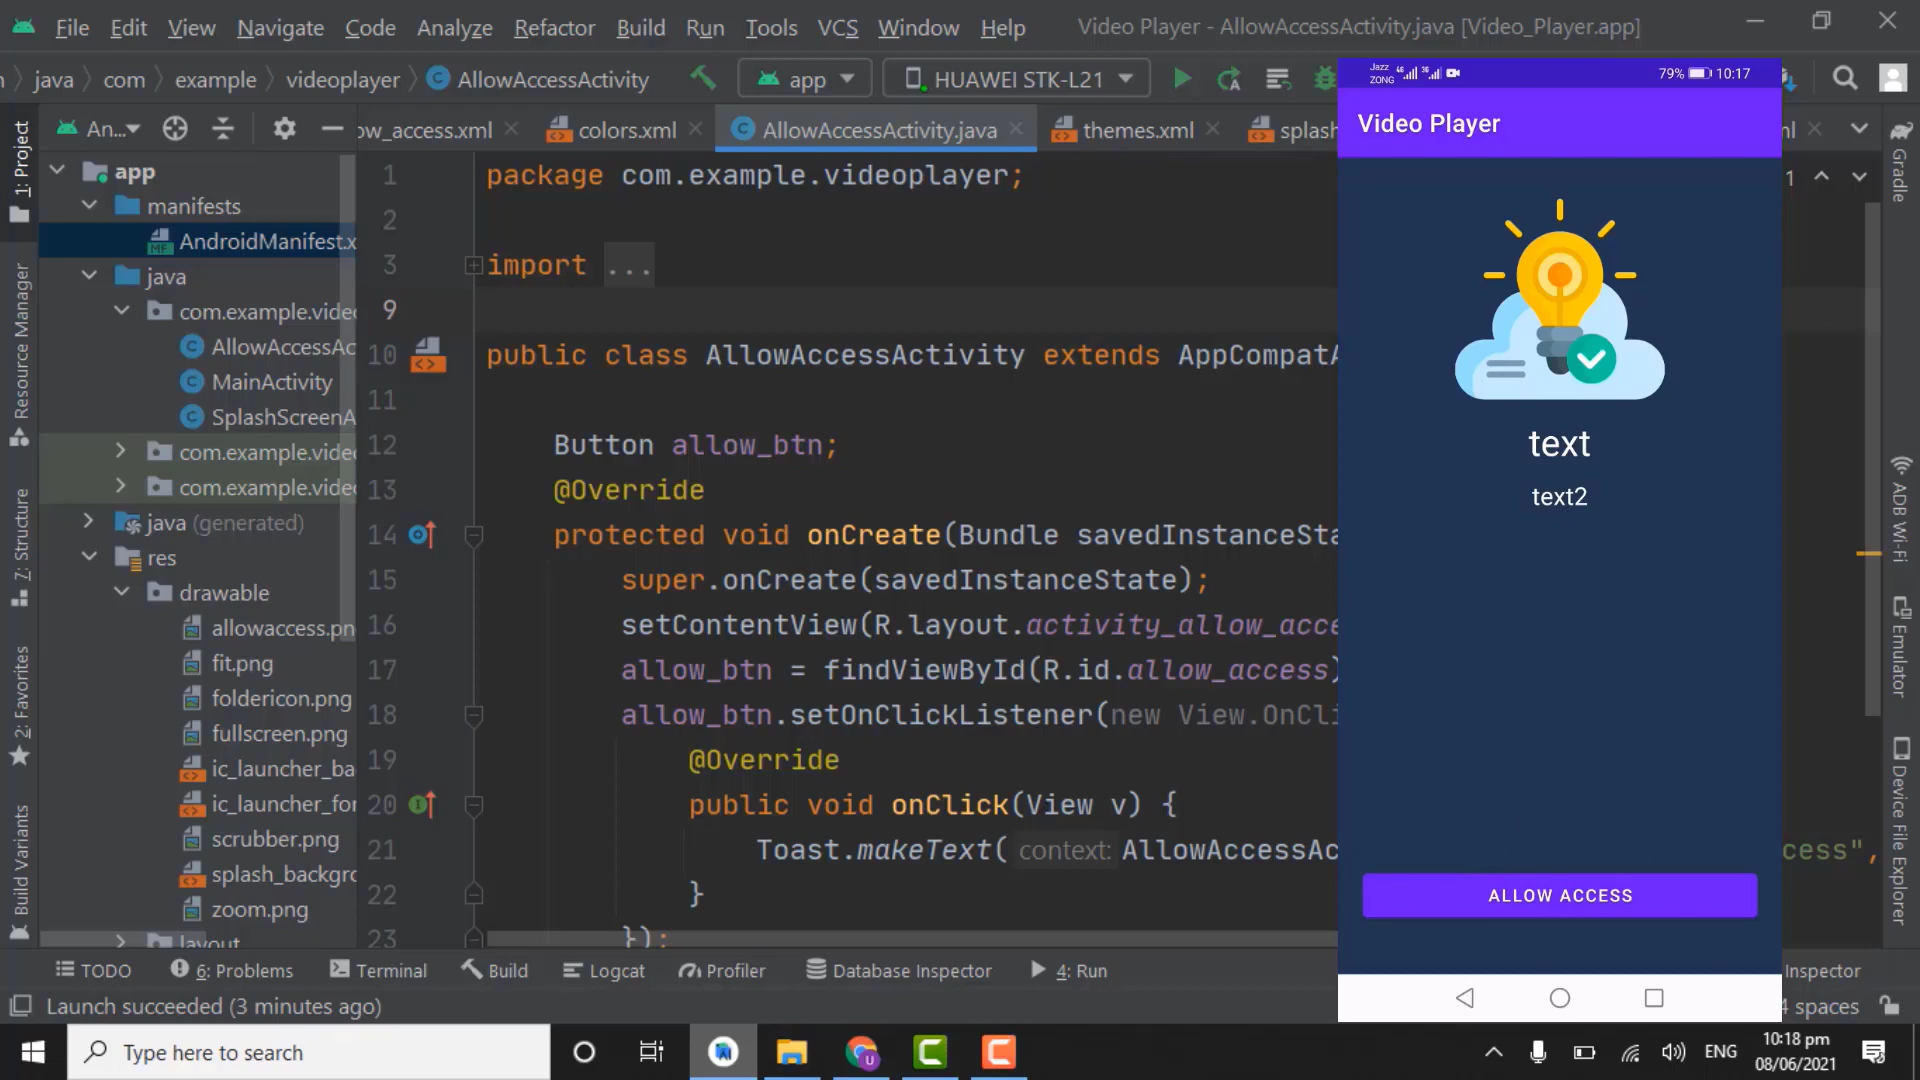 File Edit View Navigate Code Analyze Refactor Build Run Tools VCS Window Help Video Player - AllowAccessActivity.java [Video_Player.app]
java com example videoplayer AllowAccessActivity app HUAWEI STK-L21
An... ow_access.xml colors.xml AllowAccessActivity.java themes.xml splash
1: Project
Resource Manager
7: Structure
2: Favorites
Build Variants
app
manifests
AndroidManifest.x
java
com.example.vide
AllowAccessAc
MainActivity
SplashScreenA
com.example.vide
com.example.vide
java (generated)
res
drawable
allowaccess.pn
fit.png
foldericon.png
fullscreen.png
ic_launcher_ba
ic_launcher_for
scrubber.png
splash_backgro
zoom.png
layout
1 package com.example.videoplayer;
2
3 import ...
9
10 public class AllowAccessActivity extends AppCompatA
11
12 Button allow_btn;
13 @Override
14 protected void onCreate(Bundle savedInstanceSta
15 super.onCreate(savedInstanceState);
16 setContentView(R.layout.activity_allow_acce
17 allow_btn = findViewById(R.id.allow_access)
18 allow_btn.setOnClickListener(new View.OnCli
19 @Override
20 public void onClick(View v) {
21 Toast.makeText( context: AllowAccessAc cess",
22 }
23 });
Jazz
ZONG
79% 10:17
Video Player
text
text2
ALLOW ACCESS
1
Gradle
ADB Wi-Fi
Emulator
Device File Explorer
TODO 6: Problems Terminal Build Logcat Profiler Database Inspector 4: Run Inspector
Launch succeeded (3 minutes ago) 4 spaces
Type here to search
ENG
10:18 pm
08/06/2021